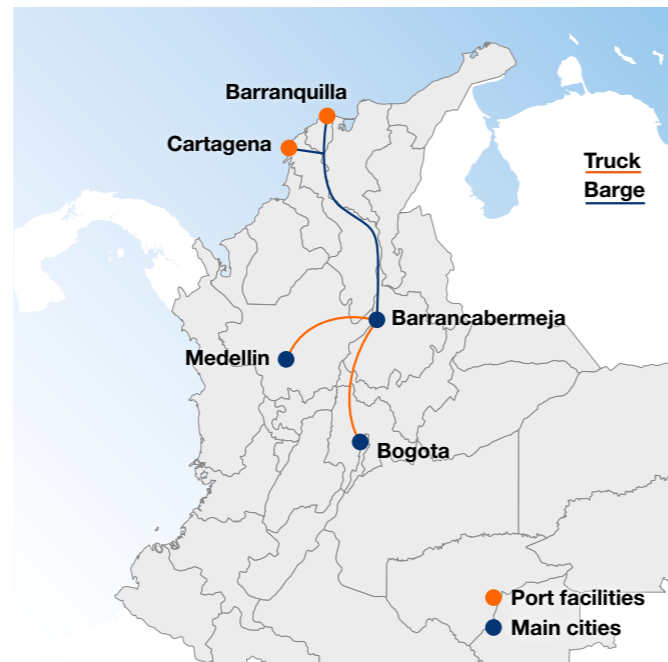 Barranquilla
Cartagena
Truck
Barge
Barrancabermeja
Medellin
Bogota
Port facilities
Main cities